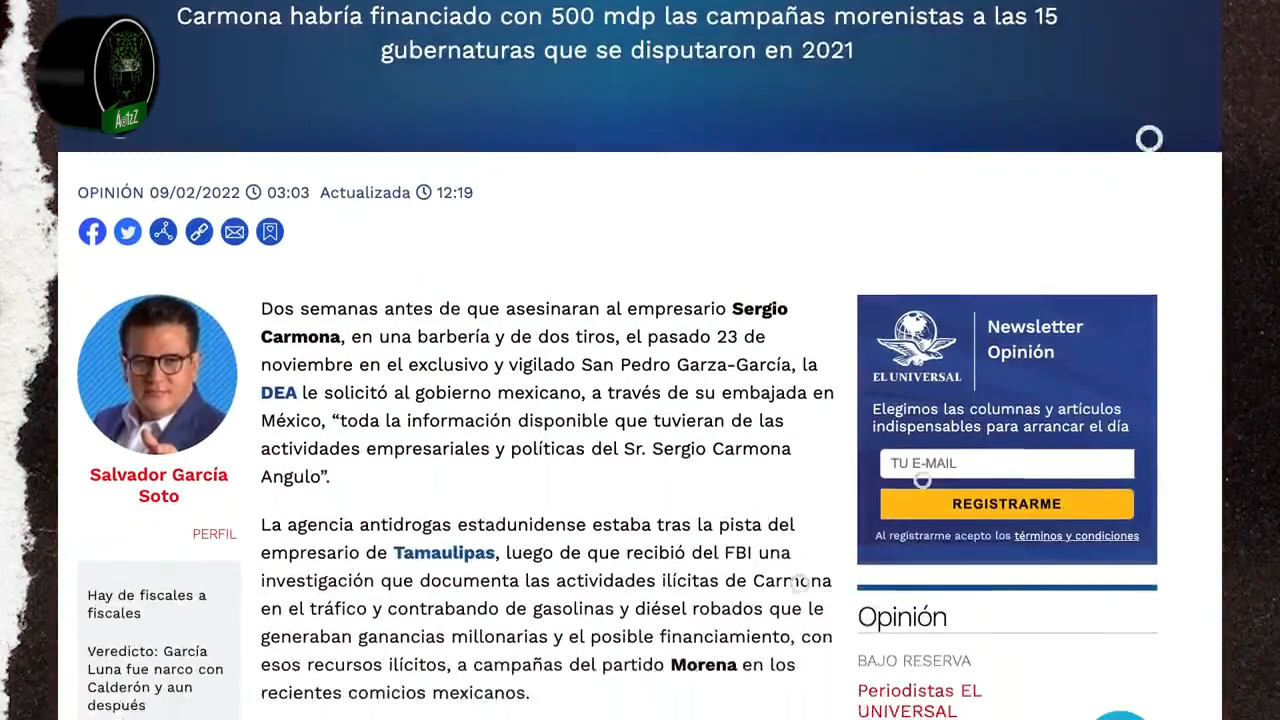 Carmona habría financiado con 500 mdp las campañas morenistas a las 15
gubernaturas que se disputaron en 2021
OPINIÓN 09/02/2022 03:03 Actualizada 12:19
Salvador García
Soto
PERFIL
Hay de fiscales a
fiscales
Veredicto: García
Luna fue narco con
Calderón y aun
después
Dos semanas antes de que asesinaran al empresario Sergio
Carmona, en una barbería y de dos tiros, el pasado 23 de
noviembre en el exclusivo y vigilado San Pedro Garza-García, la
DEA le solicitó al gobierno mexicano, a través de su embajada en
México, “toda la información disponible que tuvieran de las
actividades empresariales y políticas del Sr. Sergio Carmona
Angulo”.
La agencia antidrogas estadunidense estaba tras la pista del
empresario de Tamaulipas, luego de que recibió del FBI una
investigación que documenta las actividades ilícitas de Carmona
en el tráfico y contrabando de gasolinas y diésel robados que le
generaban ganancias millonarias y el posible financiamiento, con
esos recursos ilícitos, a campañas del partido Morena en los
recientes comicios mexicanos.
EL UNIVERSAL
Newsletter
Opinión
Elegimos las columnas y artículos
indispensables para arrancar el día
TU E-MAIL
REGISTRARME
Al registrarme acepto los términos y condiciones
Opinión
BAJO RESERVA
Periodistas EL
UNIVERSAL